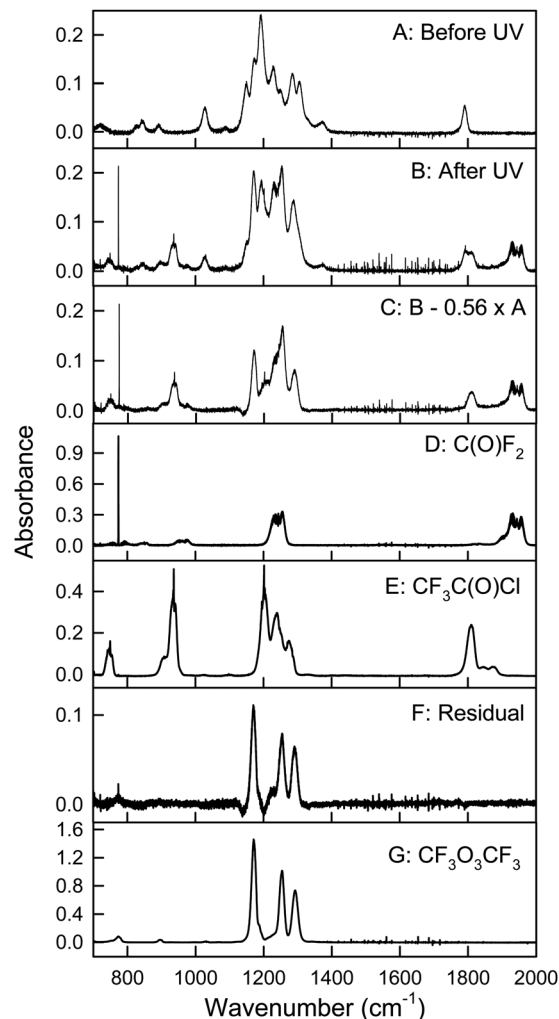 A: Before UV
0.2
0.1
0.0
B: After UV
0.2
0.1
0.0
C: B - 0.56 x A
0.2
0.1
0.0
D: C(O)F₂
0.9
0.6
0.3
0.0
E: CF₃C(O)Cl
0.4
0.2
0.0
F: Residual
0.1
0.0
G: CF₃O₃CF₃
1.6
1.2
0.8
0.4
0.0
Absorbance
800 1000 1200 1400 1600 1800 2000
Wavenumber (cm⁻¹)